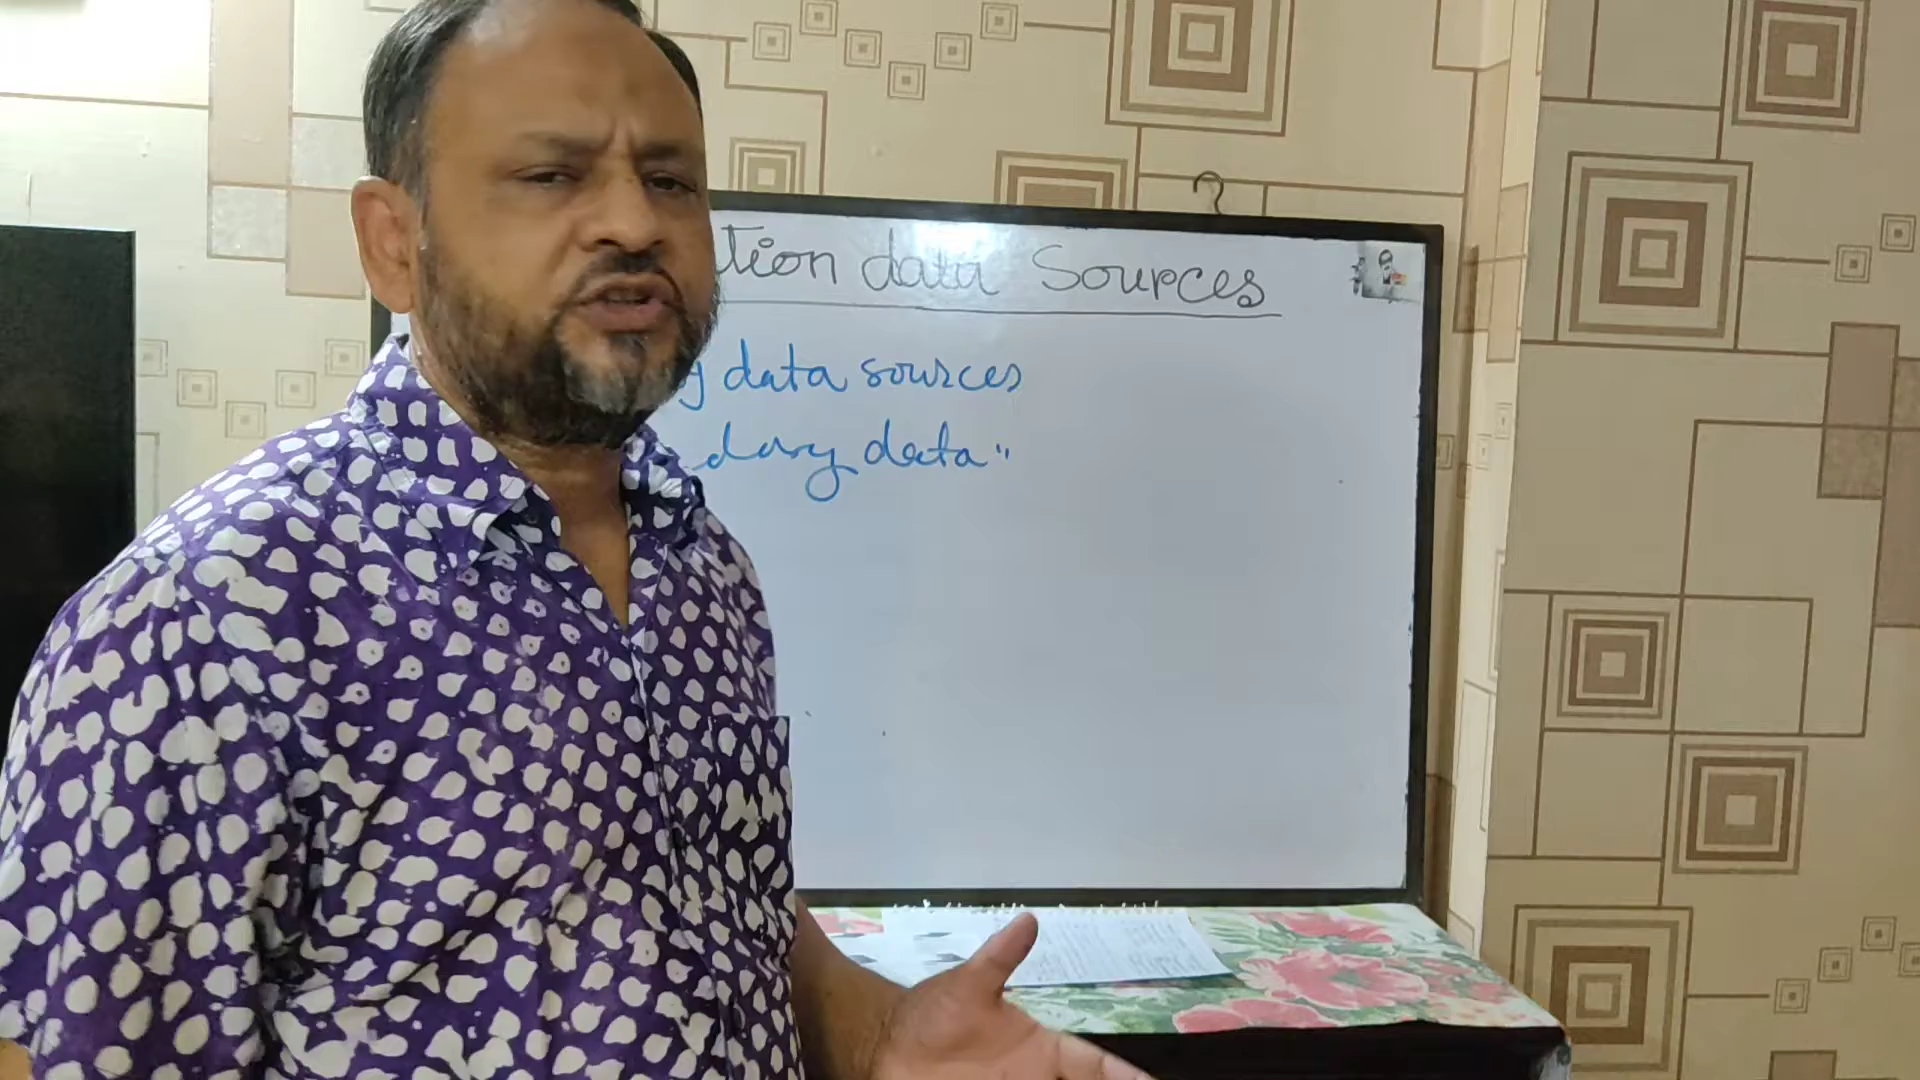 tion data Sources
y data sources
dary data "